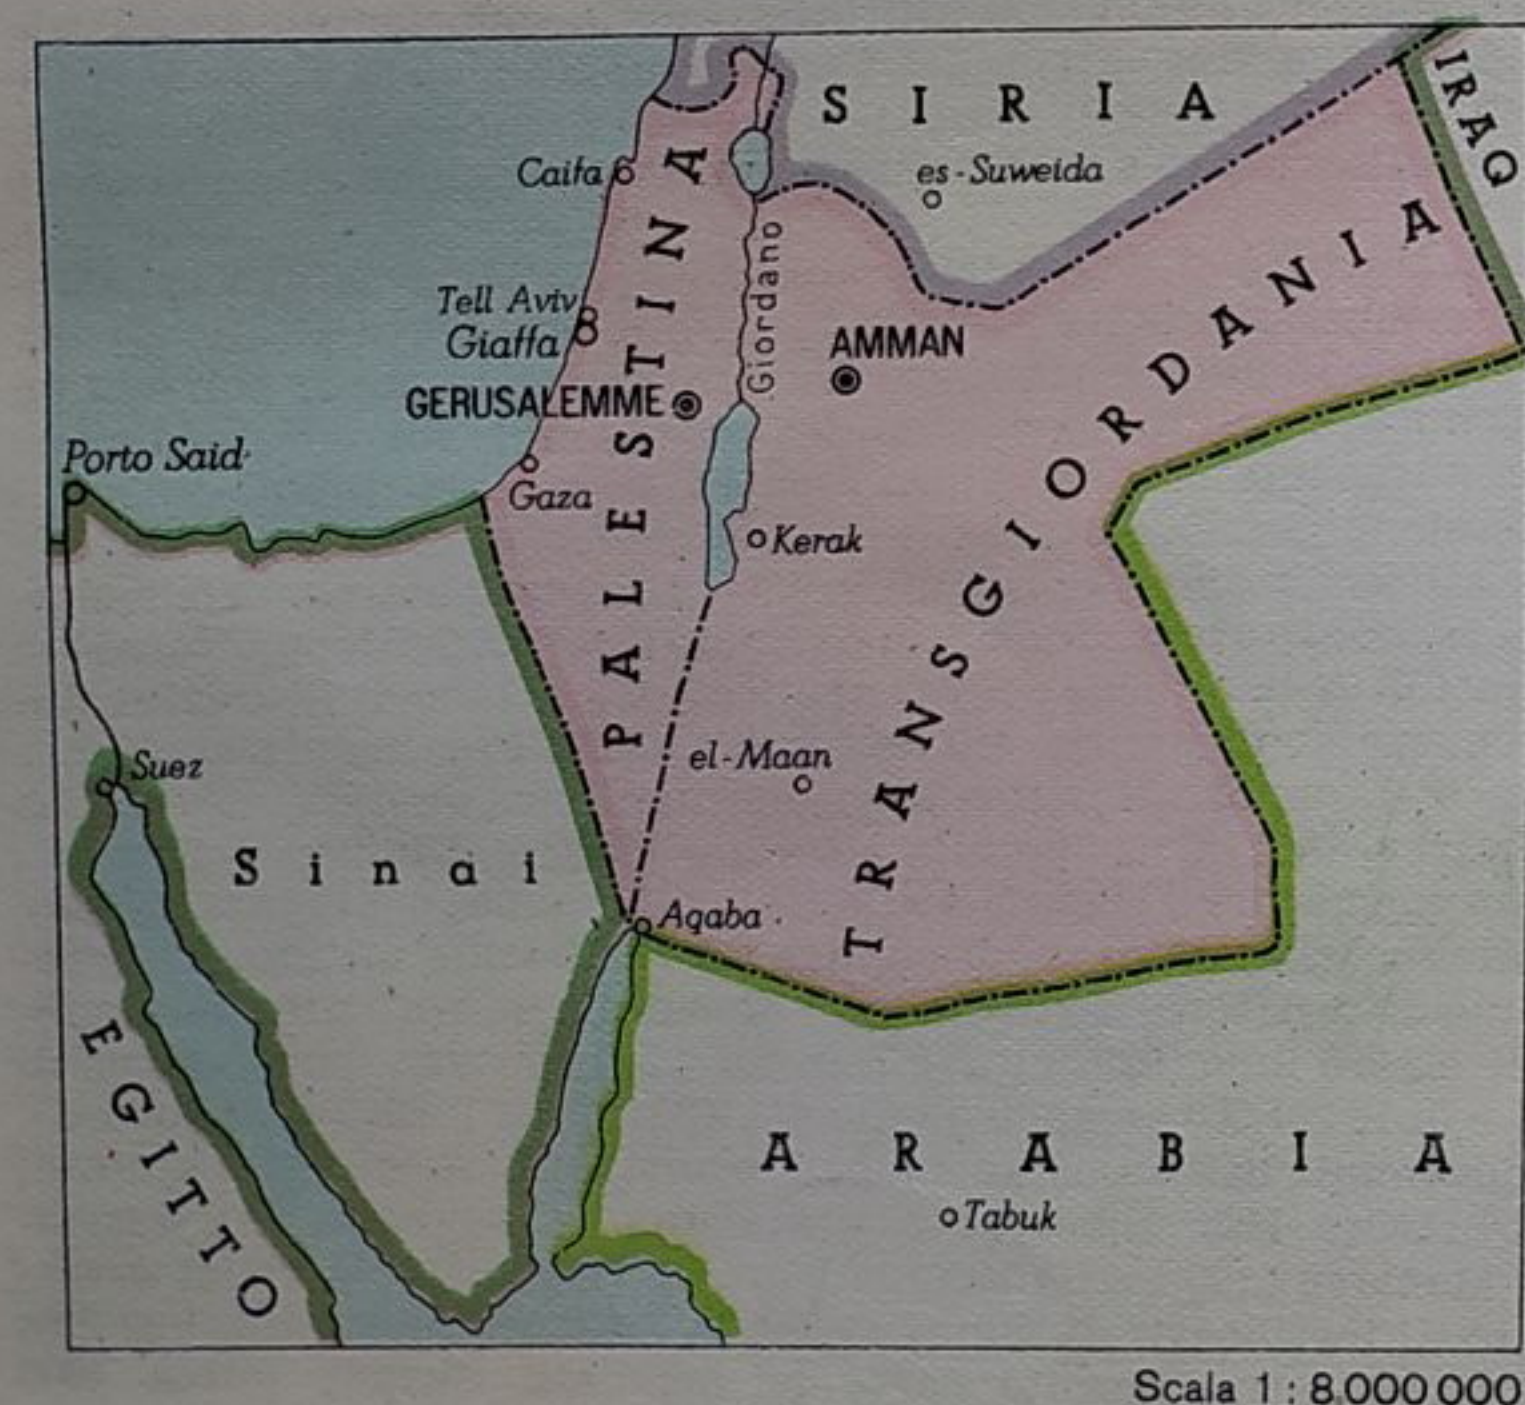 SIRIA
IRAQ
Caifa
es-Suweida
PALESTINA
Giordano
Tell Aviv
Giaffa
AMMAN
GERUSALEMME
TRANSGIORDANIA
Porto Said
Gaza
Kerak
el-Maan
Suez
Sinai
Aqaba
EGITTO
ARABIA
Tabuk
Scala 1 : 8.000 000